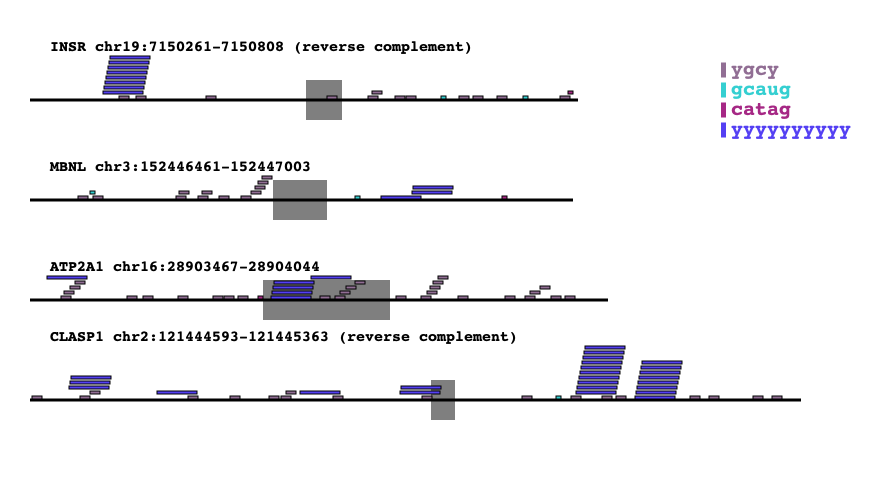 INSR chr19:7150261-7150808 (reverse complement)
ygcy
gcaug
catag
yyyyyyyyyy
MBNL chr3:152446461-152447003
ATP2A1 chr16:28903467-28904044
CLASP1 chr2:121444593-121445363 (reverse complement)